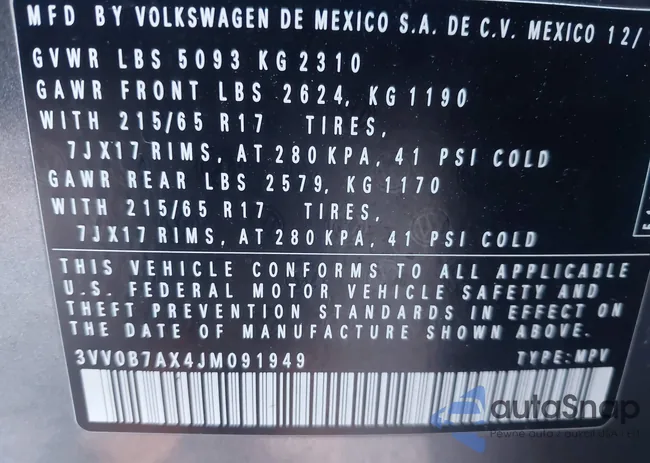 MFD BY VOLKSWAGEN DE MEXICO S.A. DE C.V. MEXICO 12/
GVWR LBS 5093 KG 2310
GAWR FRONT LBS 2624, KG 1190
WITH 215/65 R17 TIRES,
7JX17 RIMS, AT 280 KPA, 41 PSI COLD
GAWR REAR LBS 2579, KG 1170
WITH 215/65 R17 TIRES,
7JX17 RIMS, AT 280 KPA, 41 PSI COLD
THIS VEHICLE CONFORMS TO ALL APPLICABLE
U.S. FEDERAL MOTOR VEHICLE SAFETY AND
THEFT PREVENTION STANDARDS IN EFFECT ON
THE DATE OF MANUFACTURE SHOWN ABOVE.
3VV0B7AX4JM091949 TYPE: MPV
autoSnap
Pewne auta z